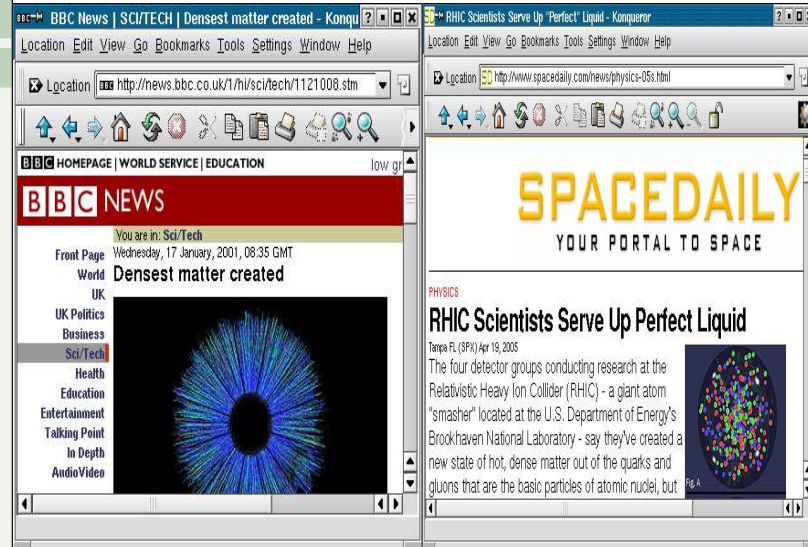 BBC News | SCI/TECH | Densest matter created - Konqu
Location Edit View Go Bookmarks Tools Settings Window Help
Location http://news.bbc.co.uk/1/hi/sci/tech/1121008.stm
BBC HOMEPAGE | WORLD SERVICE | EDUCATION low gr
BBC NEWS
You are in: Sci/Tech
Wednesday, 17 January, 2001, 08:35 GMT
Densest matter created
Front Page
World
UK
UK Politics
Business
Sci/Tech
Health
Education
Entertainment
Talking Point
In Depth
AudioVideo
RHIC Scientists Serve Up "Perfect" Liquid - Konqueror
Location Edit View Go Bookmarks Tools Settings Window Help
Location http://www.spacedaily.com/news/physics-05s.html
SPACEDAILY
YOUR PORTAL TO SPACE
PHYSICS
RHIC Scientists Serve Up Perfect Liquid
Tampa FL (SPX) Apr 19, 2005
The four detector groups conducting research at the
Relativistic Heavy Ion Collider (RHIC) - a giant atom
"smasher" located at the U.S. Department of Energy's
Brookhaven National Laboratory - say they've created a
new state of hot, dense matter out of the quarks and
gluons that are the basic particles of atomic nuclei, but
Fig. A